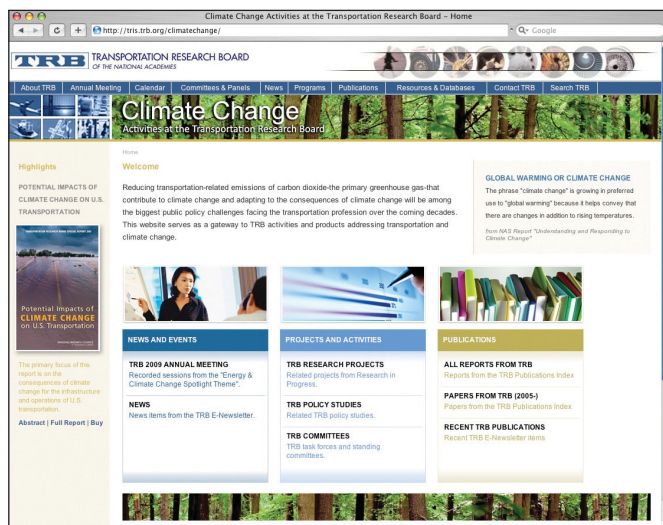 Climate Change Activities at the Transportation Research Board – Home
http://tris.trb.org/climatechange/
Google
TRB
TRANSPORTATION RESEARCH BOARD
OF THE NATIONAL ACADEMIES
About TRB Annual Meeting Calendar Committees & Panels News Programs Publications Resources & Databases Contact TRB Search TRB
Climate Change
Activities at the Transportation Research Board
Home
Highlights
POTENTIAL IMPACTS OF
CLIMATE CHANGE ON U.S.
TRANSPORTATION
Potential Impacts of
CLIMATE CHANGE
on U.S. Transportation
The primary focus of this
report is on the
consequences of climate
change for the infrastructure
and operations of U.S.
transportation.
Abstract | Full Report | Buy
Welcome
Reducing transportation-related emissions of carbon dioxide-the primary greenhouse gas-that
contribute to climate change and adapting to the consequences of climate change will be among
the biggest public policy challenges facing the transportation profession over the coming decades.
This website serves as a gateway to TRB activities and products addressing transportation and
climate change.
GLOBAL WARMING OR CLIMATE CHANGE
The phrase "climate change" is growing in preferred
use to "global warming" because it helps convey that
there are changes in addition to rising temperatures.
from NAS Report "Understanding and Responding to
Climate Change"
NEWS AND EVENTS
TRB 2009 ANNUAL MEETING
Recorded sessions from the "Energy &
Climate Change Spotlight Theme".
NEWS
News items from the TRB E-Newsletter.
PROJECTS AND ACTIVITIES
TRB RESEARCH PROJECTS
Related projects from Research in
Progress.
TRB POLICY STUDIES
Related TRB policy studies.
TRB COMMITTEES
TRB task forces and standing
committees.
PUBLICATIONS
ALL REPORTS FROM TRB
Reports from the TRB Publications Index
PAPERS FROM TRB (2005-)
Papers from the TRB Publications Index
RECENT TRB PUBLICATIONS
Recent TRB E-Newsletter items